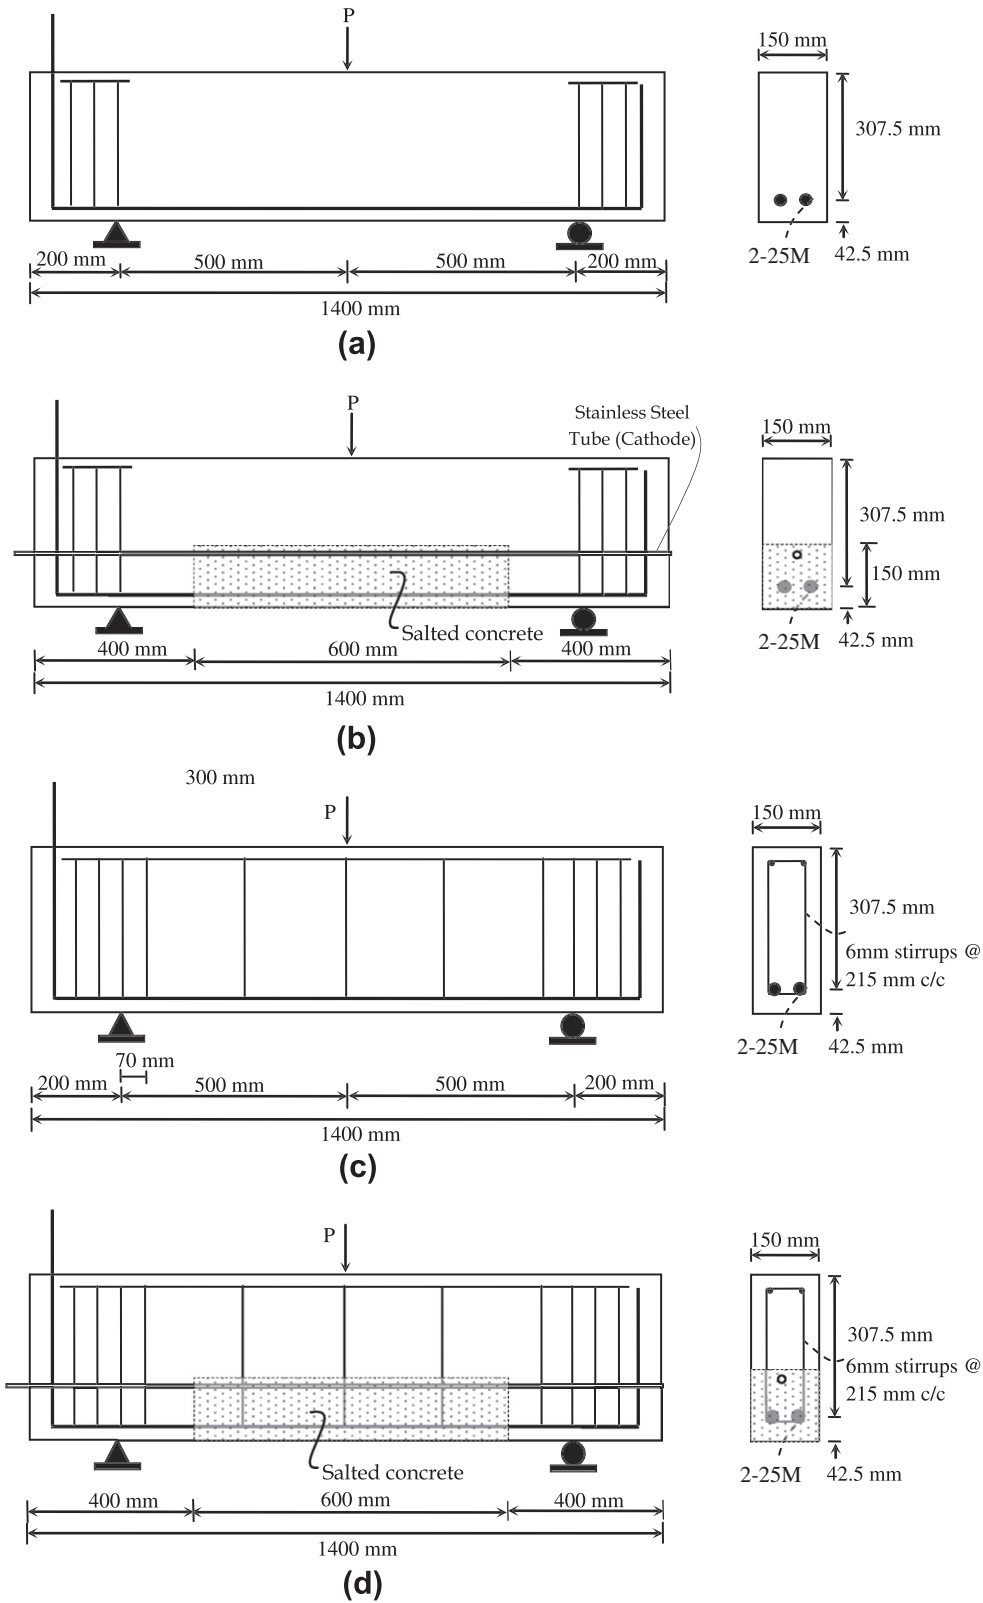 P
150 mm
307.5 mm
2-25M
42.5 mm
200 mm
500 mm
500 mm
200 mm
1400 mm
(a)
P
Stainless Steel
Tube (Cathode)
150 mm
307.5 mm
150 mm
Salted concrete
2-25M
42.5 mm
400 mm
600 mm
400 mm
1400 mm
(b)
300 mm
P
150 mm
307.5 mm
6mm stirrups @
215 mm c/c
2-25M
42.5 mm
70 mm
200 mm
500 mm
500 mm
200 mm
1400 mm
(c)
P
150 mm
307.5 mm
6mm stirrups @
215 mm c/c
Salted concrete
2-25M
42.5 mm
400 mm
600 mm
400 mm
1400 mm
(d)